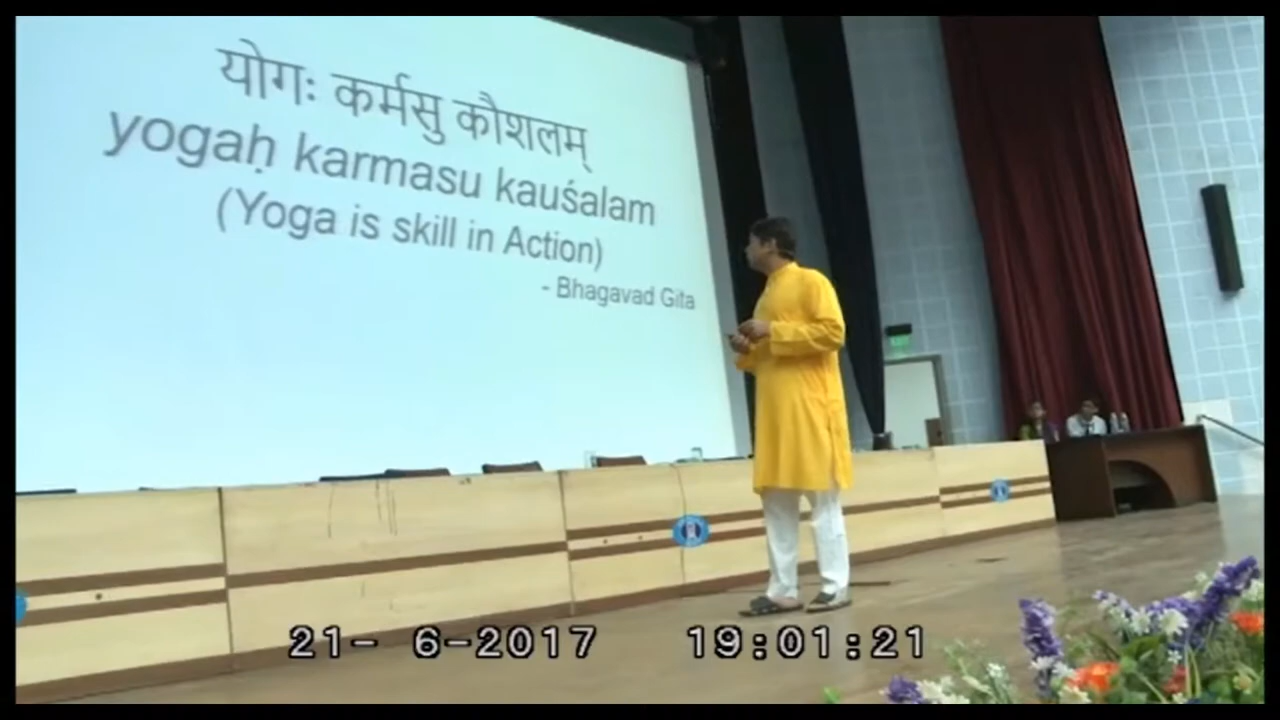 योगः कर्मसु कौशलम्
yogaḥ karmasu kauśalam
(Yoga is skill in Action)
- Bhagavad Gita
21- 6-2017 19:01:21